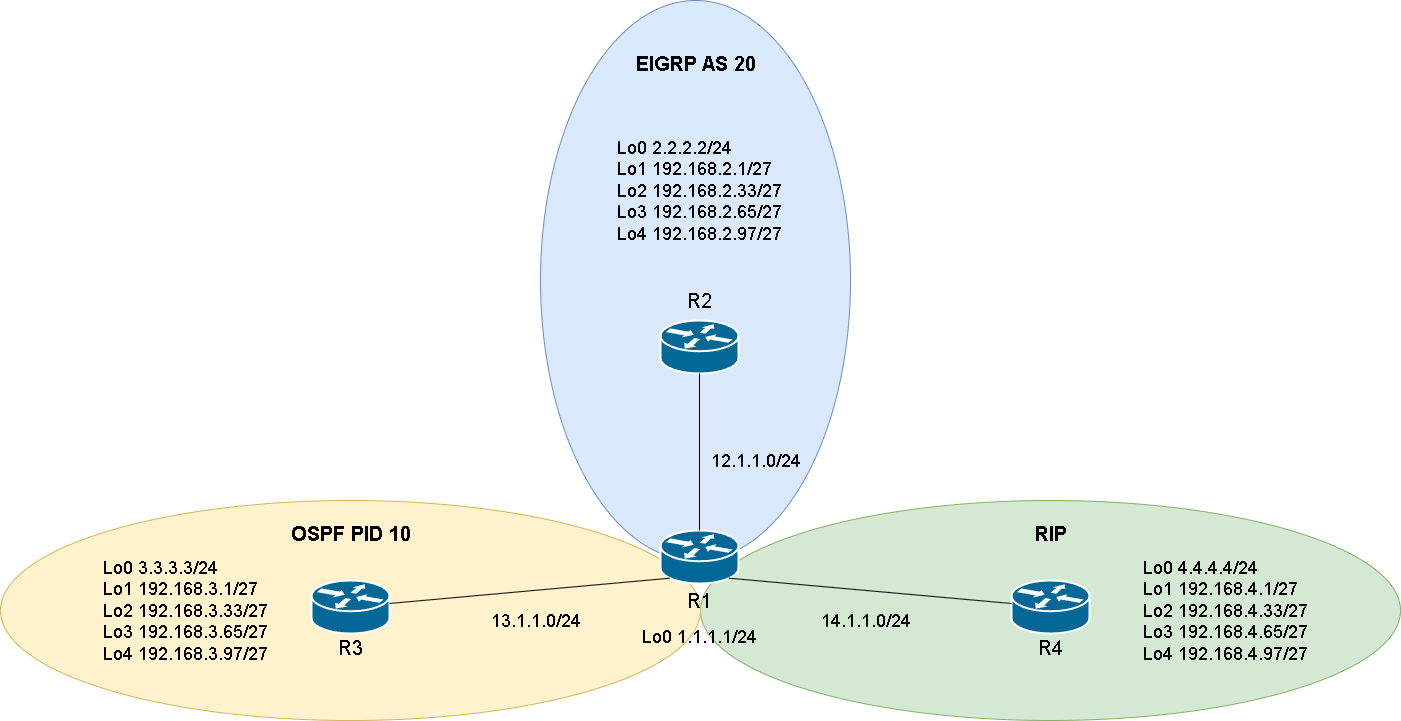 EIGRP AS 20
Lo0 2.2.2.2/24
Lo1 192.168.2.1/27
Lo2 192.168.2.33/27
Lo3 192.168.2.65/27
Lo4 192.168.2.97/27
R2
12.1.1.0/24
OSPF PID 10
Lo0 3.3.3.3/24
Lo1 192.168.3.1/27
Lo2 192.168.3.33/27
Lo3 192.168.3.65/27
Lo4 192.168.3.97/27
R3
13.1.1.0/24
R1
Lo0 1.1.1.1/24
14.1.1.0/24
RIP
R4
Lo0 4.4.4.4/24
Lo1 192.168.4.1/27
Lo2 192.168.4.33/27
Lo3 192.168.4.65/27
Lo4 192.168.4.97/27